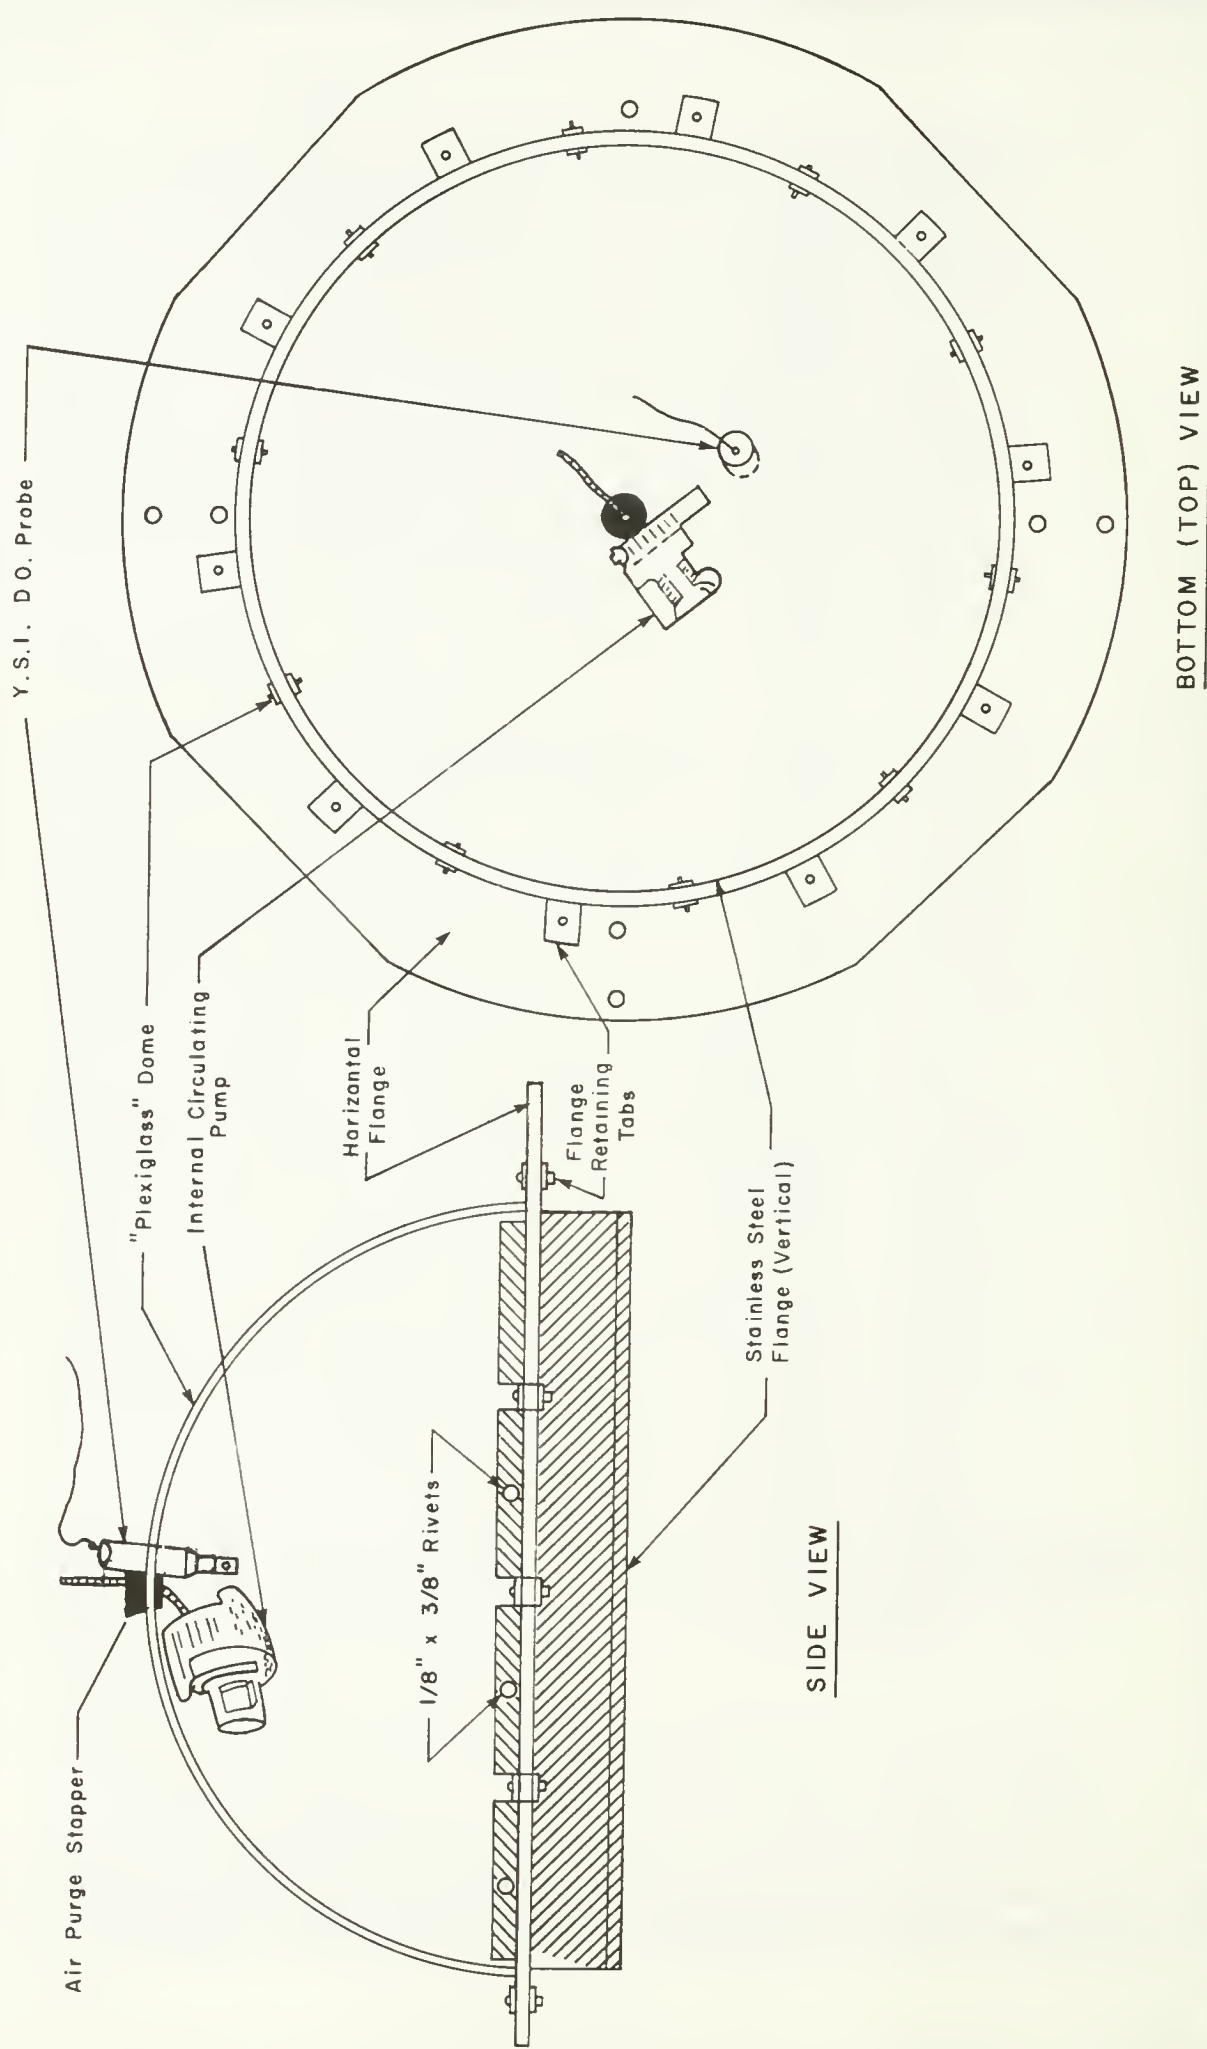 Y.S.I. D.O. Probe
"Plexiglass" Dome
Internal Circulating
Pump
Air Purge Stopper
Horizantal
Flange
Flange
Retaining
Tabs
1/8" x 3/8" Rivets
Stainless Steel
Flange (Vertical)
SIDE VIEW
BOTTOM (TOP) VIEW